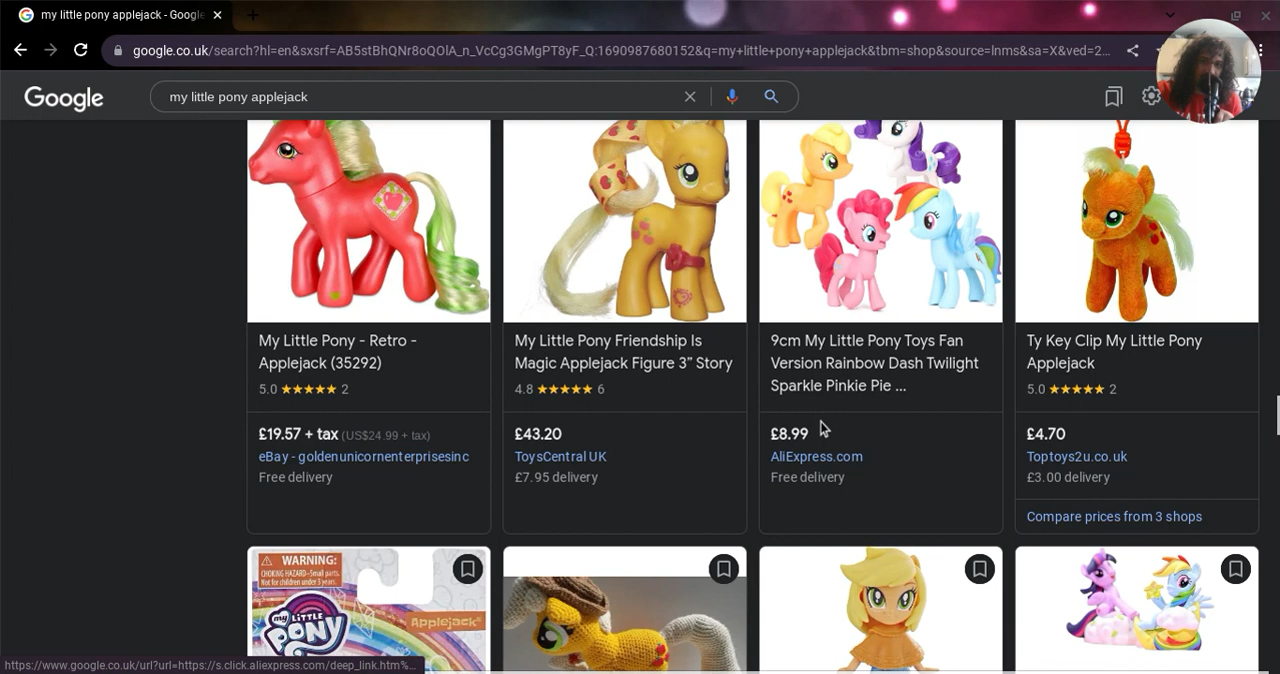 my little pony applejack - Google
google.co.uk/search?hl=en&sxsrf=AB5stBhQNr8oQOlA_n_VcCg3GMgPT8yF_Q:1690987680152&q=my+little+pony+applejack&tbm=shop&source=lnms&sa=X&ved=2...
Google
my little pony applejack
My Little Pony - Retro -
Applejack (35292)
5.0 ★★★★★ 2
£19.57 + tax (US$24.99 + tax)
eBay - goldenunicornenterprisesinc
Free delivery
My Little Pony Friendship Is
Magic Applejack Figure 3” Story
4.8 ★★★★★ 6
£43.20
ToysCentral UK
£7.95 delivery
9cm My Little Pony Toys Fan
Version Rainbow Dash Twilight
Sparkle Pinkie Pie ...
£8.99
AliExpress.com
Free delivery
Ty Key Clip My Little Pony
Applejack
5.0 ★★★★★ 2
£4.70
Toptoys2u.co.uk
£3.00 delivery
Compare prices from 3 shops
WARNING:
CHOKING HAZARD-Small parts.
Not for children under 3 years.
my LITTLE
PONY
Applejack
https://www.google.co.uk/url?url=https://s.click.aliexpress.com/deep_link.htm%...